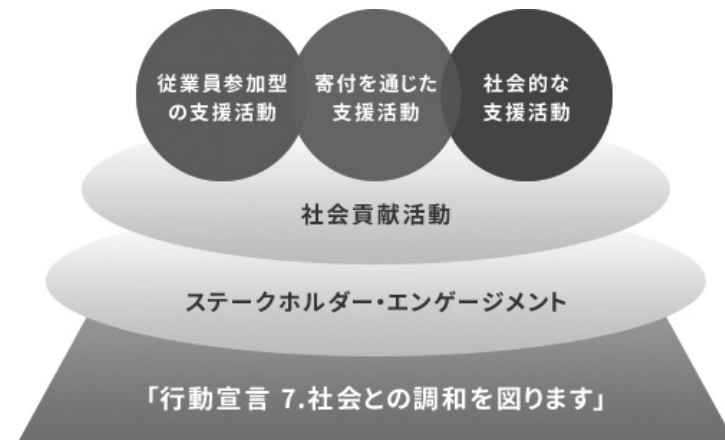 従業員参加型
の支援活動
寄付を通じた
支援活動
社会的な
支援活動
社会貢献活動
ステークホルダー・エンゲージメント
「行動宣言 7.社会との調和を図ります」